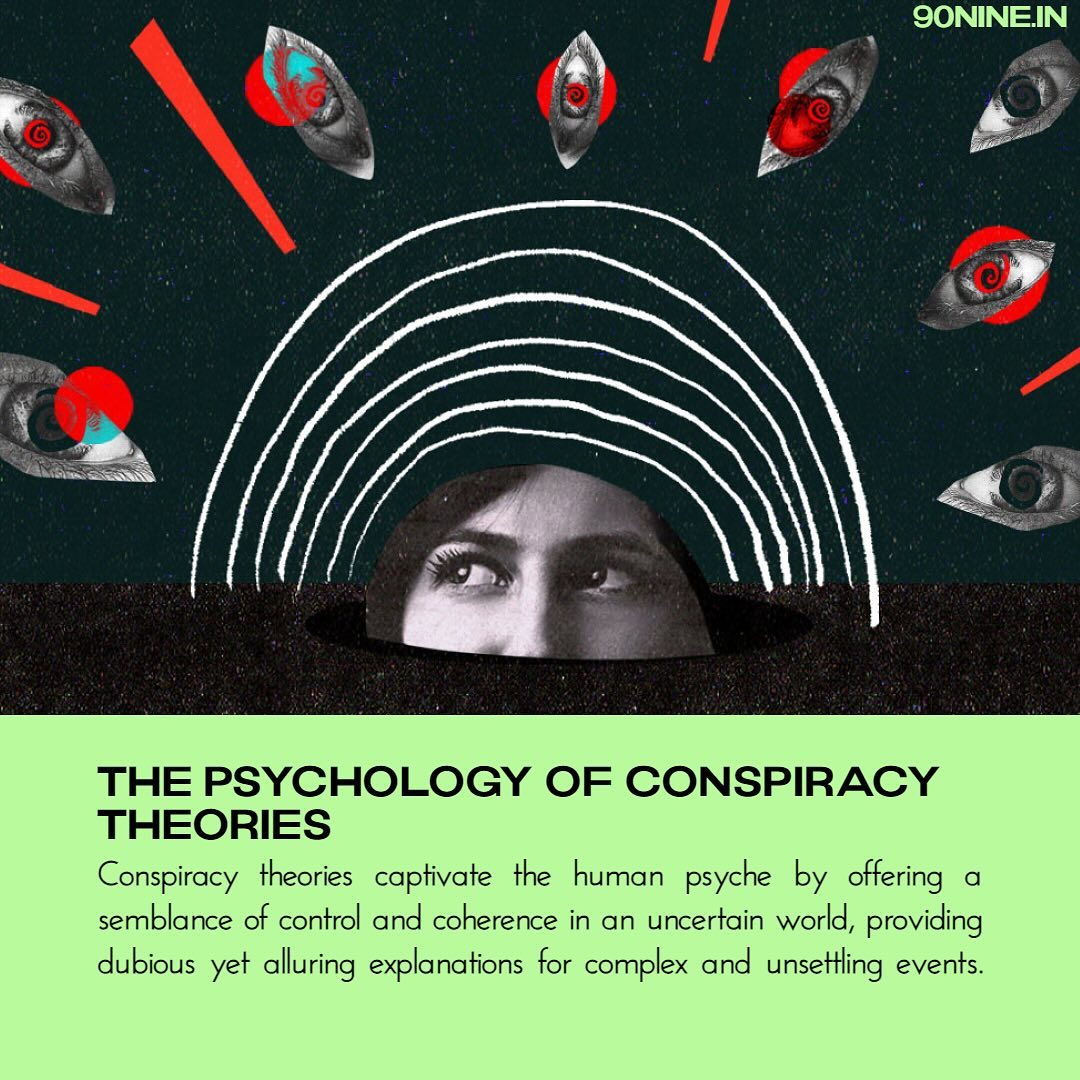 90NINE.IN
THE PSYCHOLOGY OF CONSPIRACY
THEORIES
Conspiracy theories captivate the human psyche by offering a
semblance of control and coherence in an uncertain world, providing
dubious yet alluring explanations for complex and unsettling events.